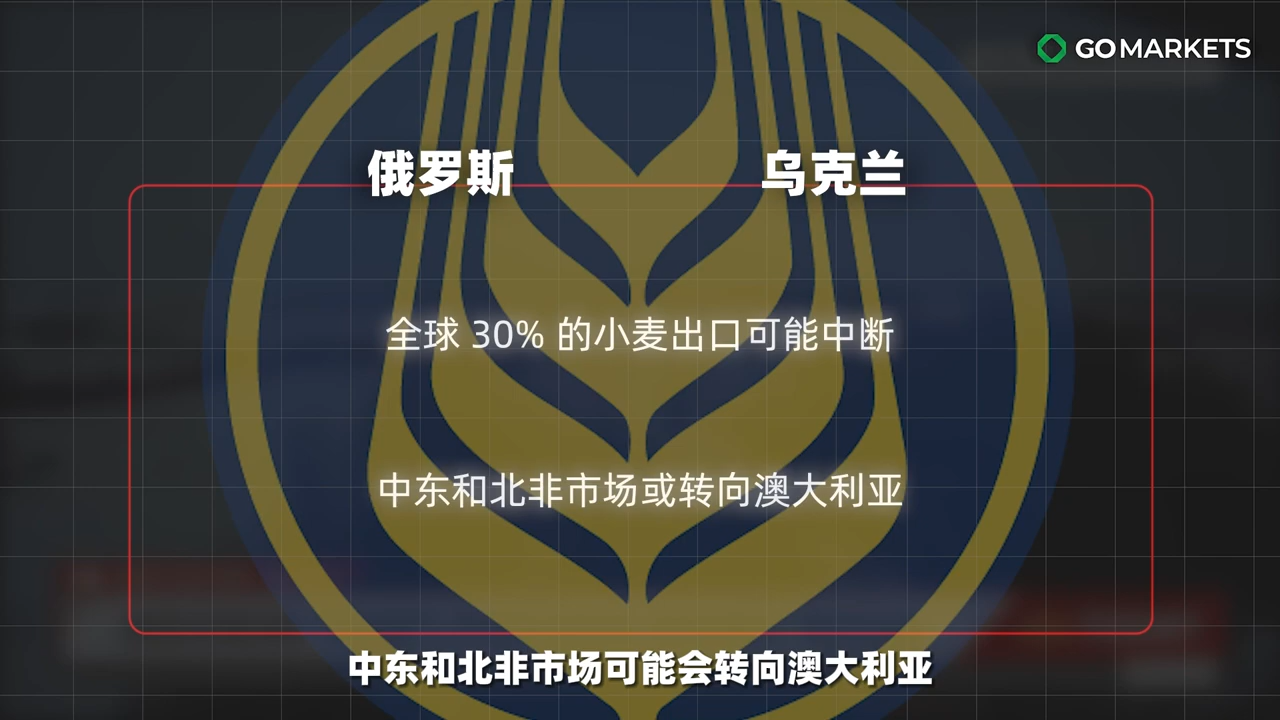 GO MARKETS
俄罗斯 乌克兰
全球 30% 的小麦出口可能中断
中东和北非市场或转向澳大利亚
中东和北非市场可能会转向澳大利亚